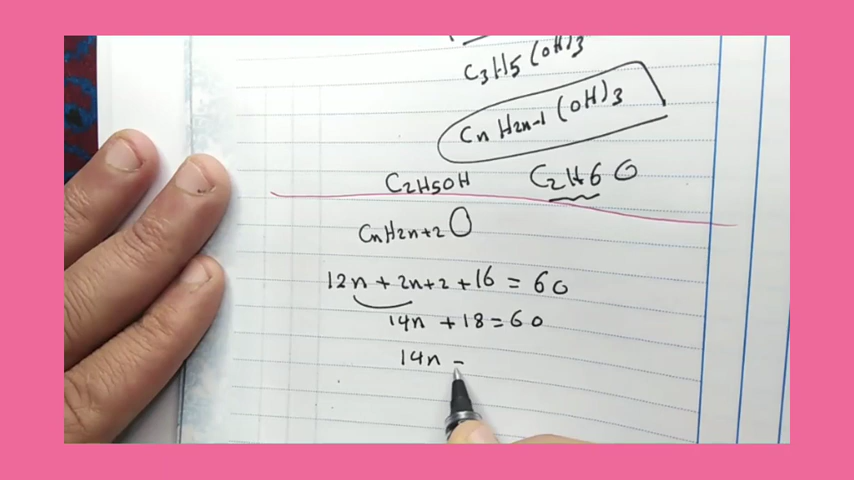 C3H5(OH)3
CnH2n-1(OH)3
C2H5OH C2H6O
CnH2n+2O
12n + 2n+2 +16 = 60
14n +18=60
14n -